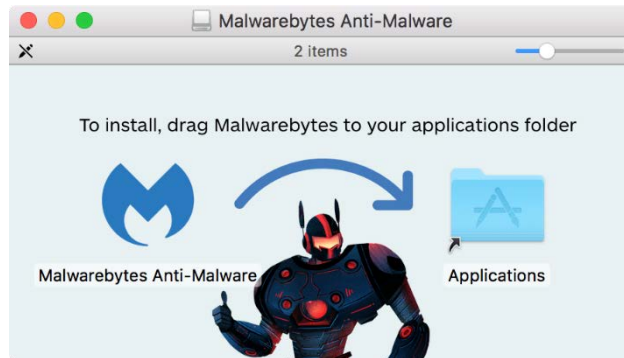 Malwarebytes Anti-Malware
2 items
To install, drag Malwarebytes to your applications folder
Malwarebytes Anti-Malware
Applications